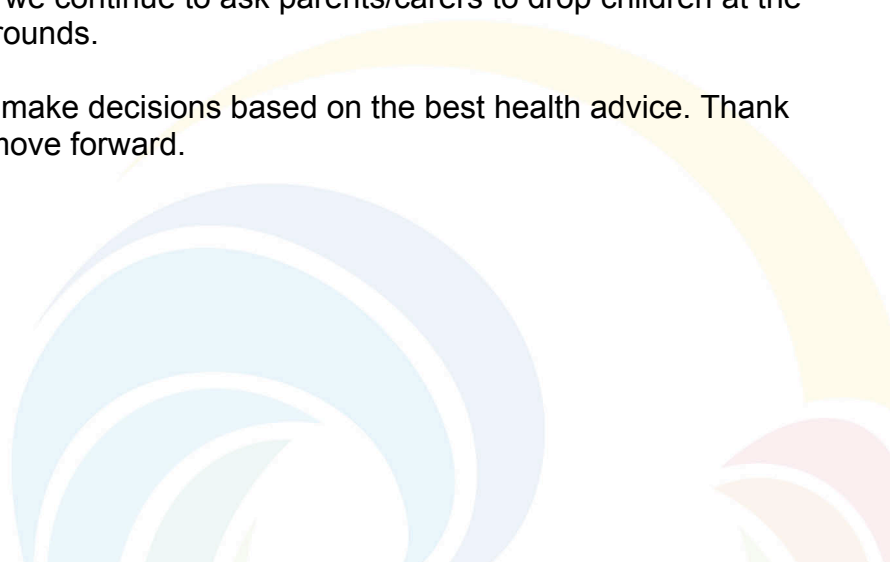 we continue to ask parents/carers to drop children at the
rounds.
make decisions based on the best health advice. Thank
move forward.